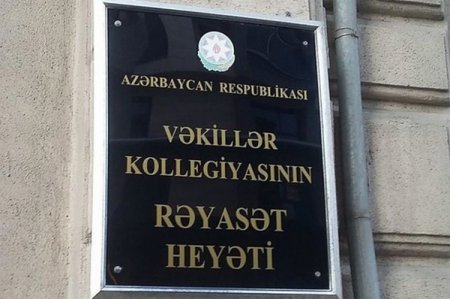 AZƏRBAYCAN RESPUBLİKASI
VƏKİLLƏR
KOLLEGİYASININ
RƏYASƏT
HEYƏTİ